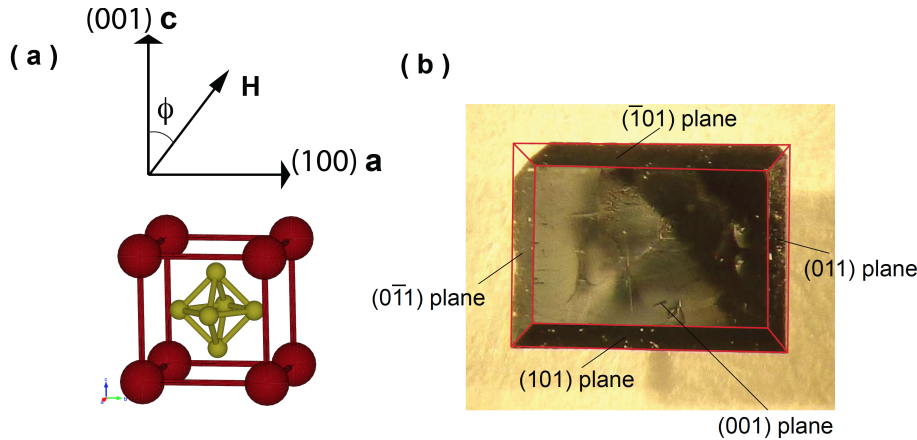 ( a )
(001) c
H
ϕ
(100) a
( b )
(1̅01) plane
(011) plane
(01̅1) plane
(101) plane
(001) plane